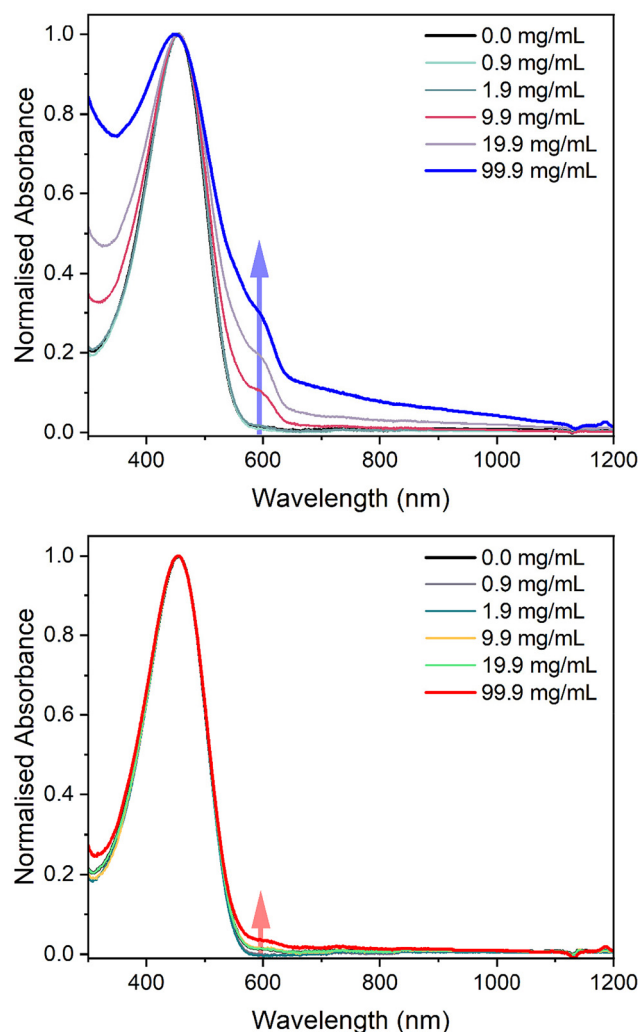 1.0
0.8
0.6
0.4
0.2
0.0
Normalised Absorbance
0.0 mg/mL
0.9 mg/mL
1.9 mg/mL
9.9 mg/mL
19.9 mg/mL
99.9 mg/mL
400 600 800 1000 1200
Wavelength (nm)
1.0
0.8
0.6
0.4
0.2
0.0
Normalised Absorbance
0.0 mg/mL
0.9 mg/mL
1.9 mg/mL
9.9 mg/mL
19.9 mg/mL
99.9 mg/mL
400 600 800 1000 1200
Wavelength (nm)